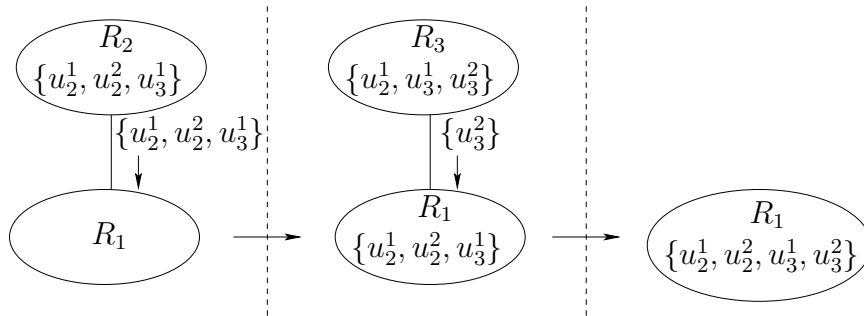 R_2
{u_2^1, u_2^2, u_3^1}
{u_2^1, u_2^2, u_3^1}
R_1
R_3
{u_2^1, u_3^1, u_3^2}
{u_3^2}
R_1
{u_2^1, u_2^2, u_3^1}
R_1
{u_2^1, u_2^2, u_3^1, u_3^2}